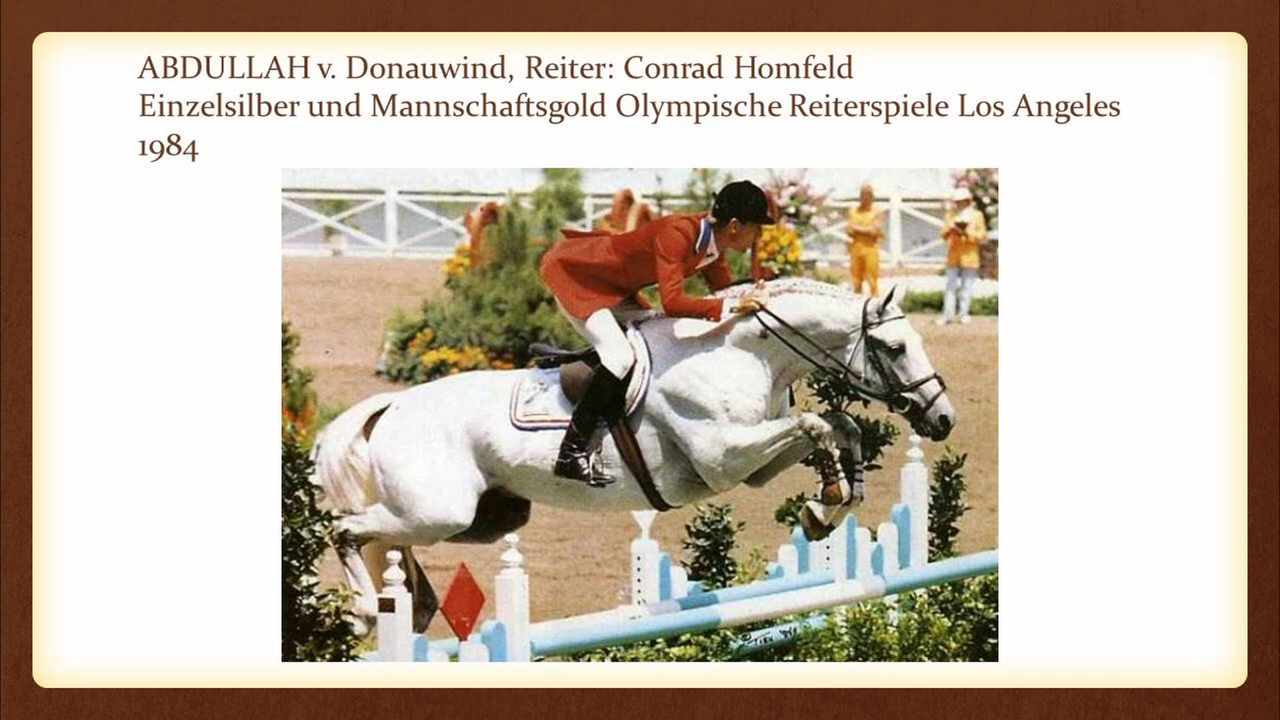 ABDULLAH v. Donauwind, Reiter: Conrad Homfeld
Einzelsilber und Mannschaftsgold Olympische Reiterspiele Los Angeles
1984